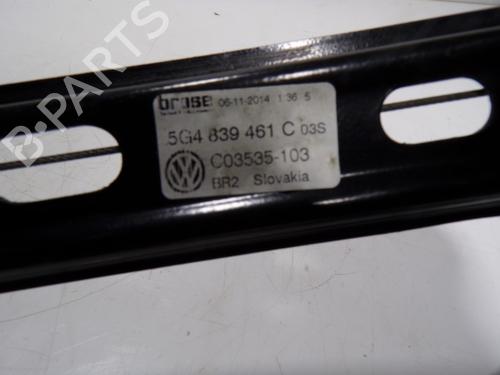 brose 06-11-2014 1 36 5
5G4 839 461 C 03S
C03535-103
BR2 Slovakia
B-PARTS